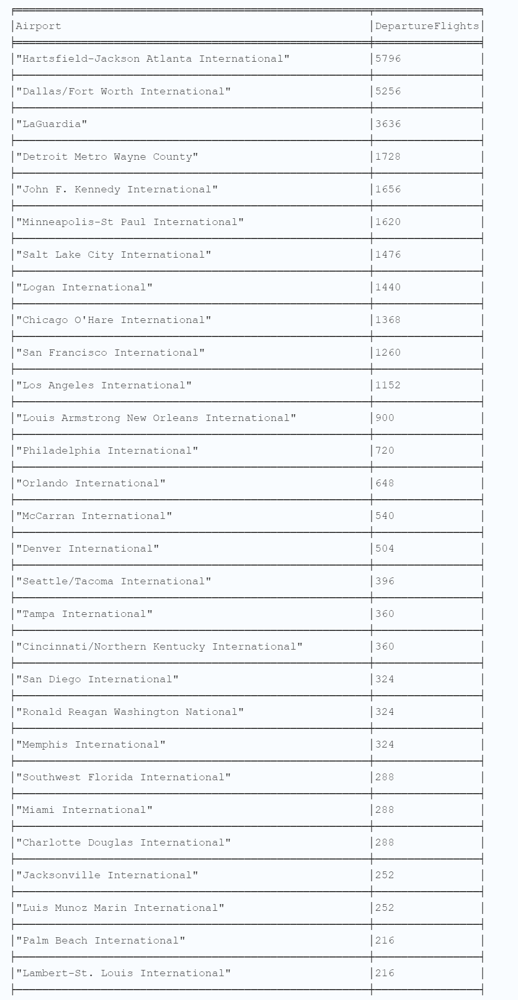 Airport DepartureFlights
"Hartsfield-Jackson Atlanta International" 5796
"Dallas/Fort Worth International" 5256
"LaGuardia" 3636
"Detroit Metro Wayne County" 1728
"John F. Kennedy International" 1656
"Minneapolis-St Paul International" 1620
"Salt Lake City International" 1476
"Logan International" 1440
"Chicago O'Hare International" 1368
"San Francisco International" 1260
"Los Angeles International" 1152
"Louis Armstrong New Orleans International" 900
"Philadelphia International" 720
"Orlando International" 648
"McCarran International" 540
"Denver International" 504
"Seattle/Tacoma International" 396
"Tampa International" 360
"Cincinnati/Northern Kentucky International" 360
"San Diego International" 324
"Ronald Reagan Washington National" 324
"Memphis International" 324
"Southwest Florida International" 288
"Miami International" 288
"Charlotte Douglas International" 288
"Jacksonville International" 252
"Luis Munoz Marin International" 252
"Palm Beach International" 216
"Lambert-St. Louis International" 216